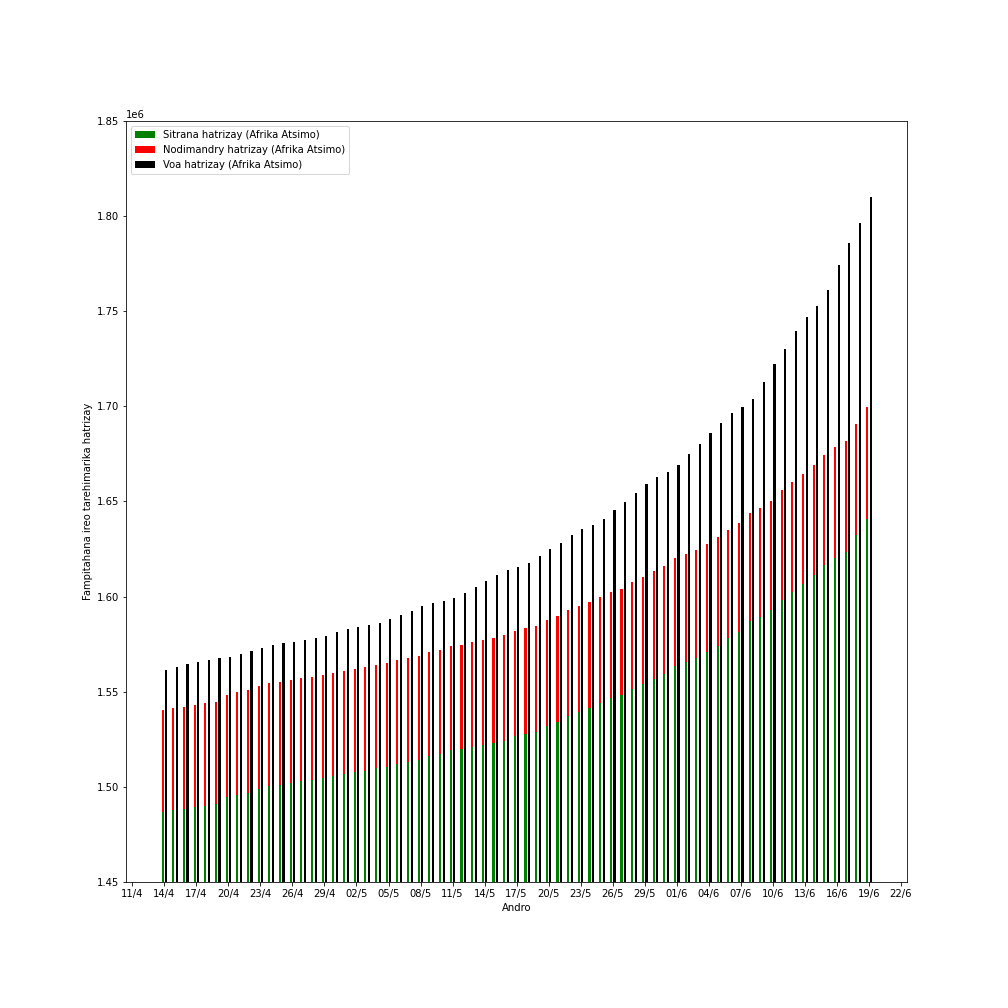 1e6
1.85
1.80
1.75
1.70
1.65
1.60
1.55
1.50
1.45
Sitrana hatrizay (Afrika Atsimo)
Nodimandry hatrizay (Afrika Atsimo)
Voa hatrizay (Afrika Atsimo)
Fampitahana ireo tarehimarika hatrizay
11/4 14/4 17/4 20/4 23/4 26/4 29/4 02/5 05/5 08/5 11/5 14/5 17/5 20/5 23/5 26/5 29/5 01/6 04/6 07/6 10/6 13/6 16/6 19/6 22/6
Andro